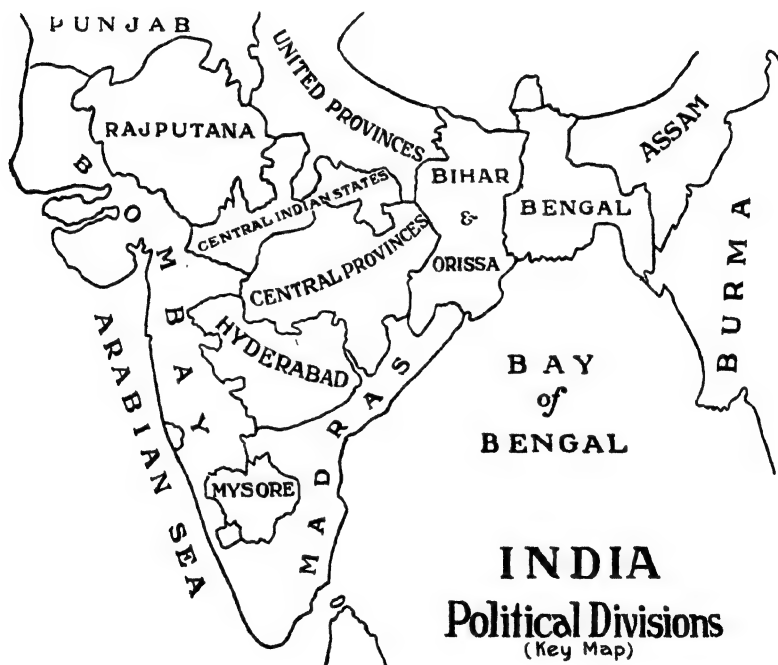 PUNJAB
UNITED PROVINCES
RAJPUTANA
ASSAM
BOMBAY
BIHAR
&
ORISSA
CENTRAL INDIAN STATES
BENGAL
CENTRAL PROVINCES
BURMA
HYDERABAD
ARABIAN SEA
MADRAS
BAY
of
BENGAL
MYSORE
INDIA
Political Divisions
(Key Map)